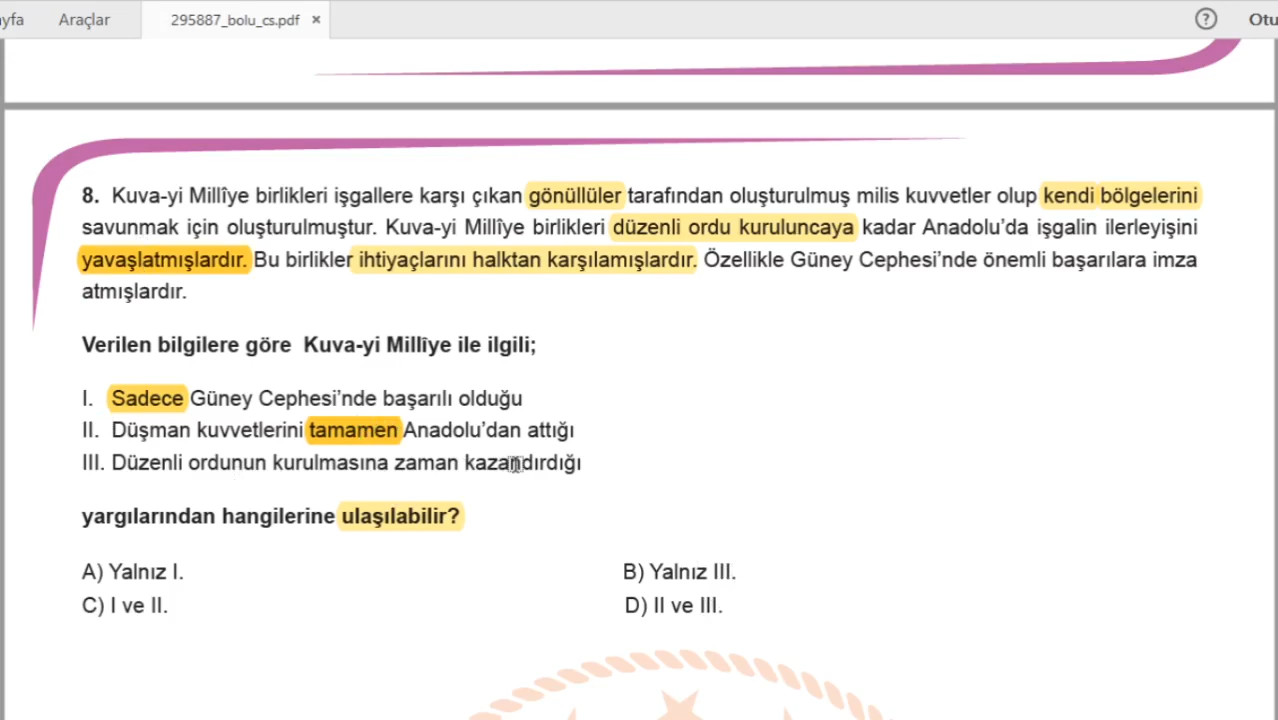 yfa Araçlar 295887_bolu_cs.pdf × ? Otu
8. Kuva-yi Millîye birlikleri işgallere karşı çıkan gönüllüler tarafından oluşturulmuş milis kuvvetler olup kendi bölgelerini
savunmak için oluşturulmuştur. Kuva-yi Millîye birlikleri düzenli ordu kuruluncaya kadar Anadolu'da işgalin ilerleyişini
yavaşlatmışlardır. Bu birlikler ihtiyaçlarını halktan karşılamışlardır. Özellikle Güney Cephesi'nde önemli başarılara imza
atmışlardır.
Verilen bilgilere göre Kuva-yi Millîye ile ilgili;
I. Sadece Güney Cephesi'nde başarılı olduğu
II. Düşman kuvvetlerini tamamen Anadolu'dan attığı
III. Düzenli ordunun kurulmasına zaman kazandırdığı
yargılarından hangilerine ulaşılabilir?
A) Yalnız I. B) Yalnız III.
C) I ve II. D) II ve III.